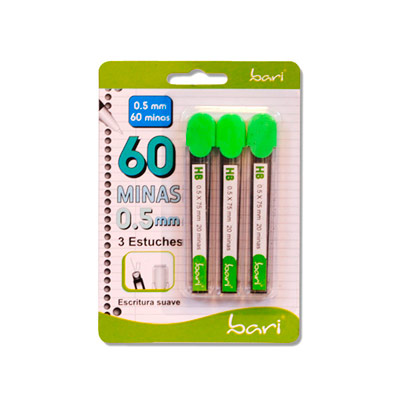 bari
0.5 mm
60 minas
60
MINAS
0.5mm
3 Estuches
Escritura suave
HB 0.5 X 75 mm 20 minas
bari
HB 0.5 X 75 mm 20 minas
bari
HB 0.5 X 75 mm 20 minas
bari
bari